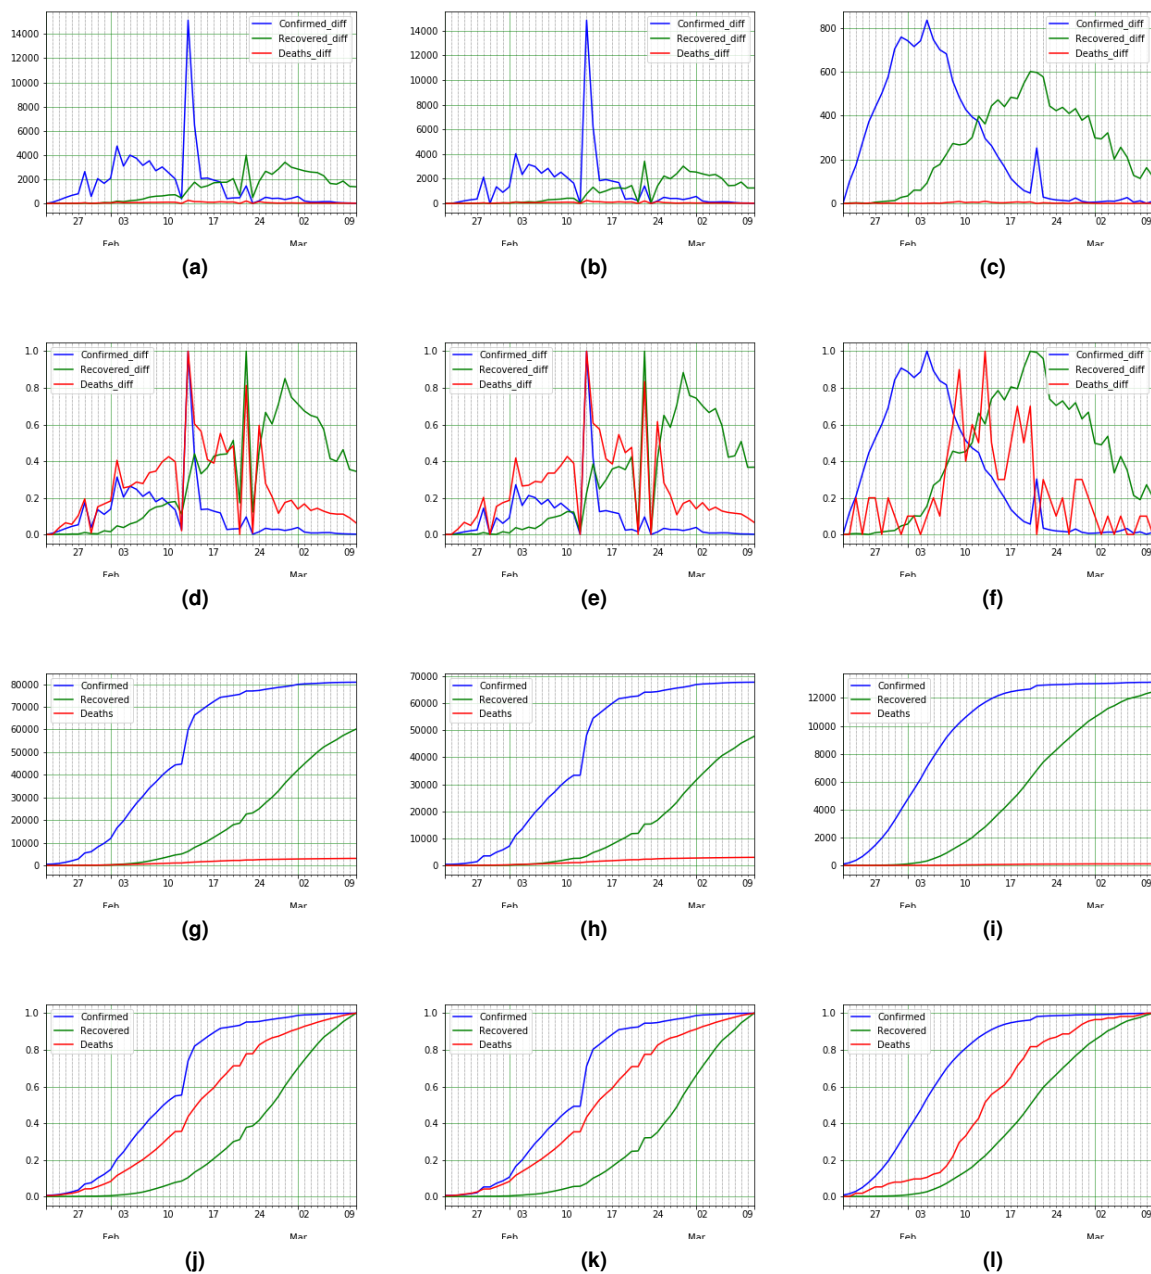 14000
12000
10000
8000
6000
4000
2000
0
Confirmed_diff
Recovered_diff
Deaths_diff
27 03 10 17 24 02 09
Feb Mar
(a)
14000
12000
10000
8000
6000
4000
2000
0
Confirmed_diff
Recovered_diff
Deaths_diff
27 03 10 17 24 02 09
Feb Mar
(b)
800
600
400
200
0
Confirmed_diff
Recovered_diff
Deaths_diff
27 03 10 17 24 02 09
Feb Mar
(c)
1.0
0.8
0.6
0.4
0.2
0.0
Confirmed_diff
Recovered_diff
Deaths_diff
27 03 10 17 24 02 09
Feb Mar
(d)
1.0
0.8
0.6
0.4
0.2
0.0
Confirmed_diff
Recovered_diff
Deaths_diff
27 03 10 17 24 02 09
Feb Mar
(e)
1.0
0.8
0.6
0.4
0.2
0.0
Confirmed_diff
Recovered_diff
Deaths_diff
27 03 10 17 24 02 09
Feb Mar
(f)
80000
70000
60000
50000
40000
30000
20000
10000
0
Confirmed
Recovered
Deaths
27 03 10 17 24 02 09
Feb Mar
(g)
70000
60000
50000
40000
30000
20000
10000
0
Confirmed
Recovered
Deaths
27 03 10 17 24 02 09
Feb Mar
(h)
12000
10000
8000
6000
4000
2000
0
Confirmed
Recovered
Deaths
27 03 10 17 24 02 09
Feb Mar
(i)
1.0
0.8
0.6
0.4
0.2
0.0
Confirmed
Recovered
Deaths
27 03 10 17 24 02 09
Feb Mar
(j)
1.0
0.8
0.6
0.4
0.2
0.0
Confirmed
Recovered
Deaths
27 03 10 17 24 02 09
Feb Mar
(k)
1.0
0.8
0.6
0.4
0.2
0.0
Confirmed
Recovered
Deaths
27 03 10 17 24 02 09
Feb Mar
(l)